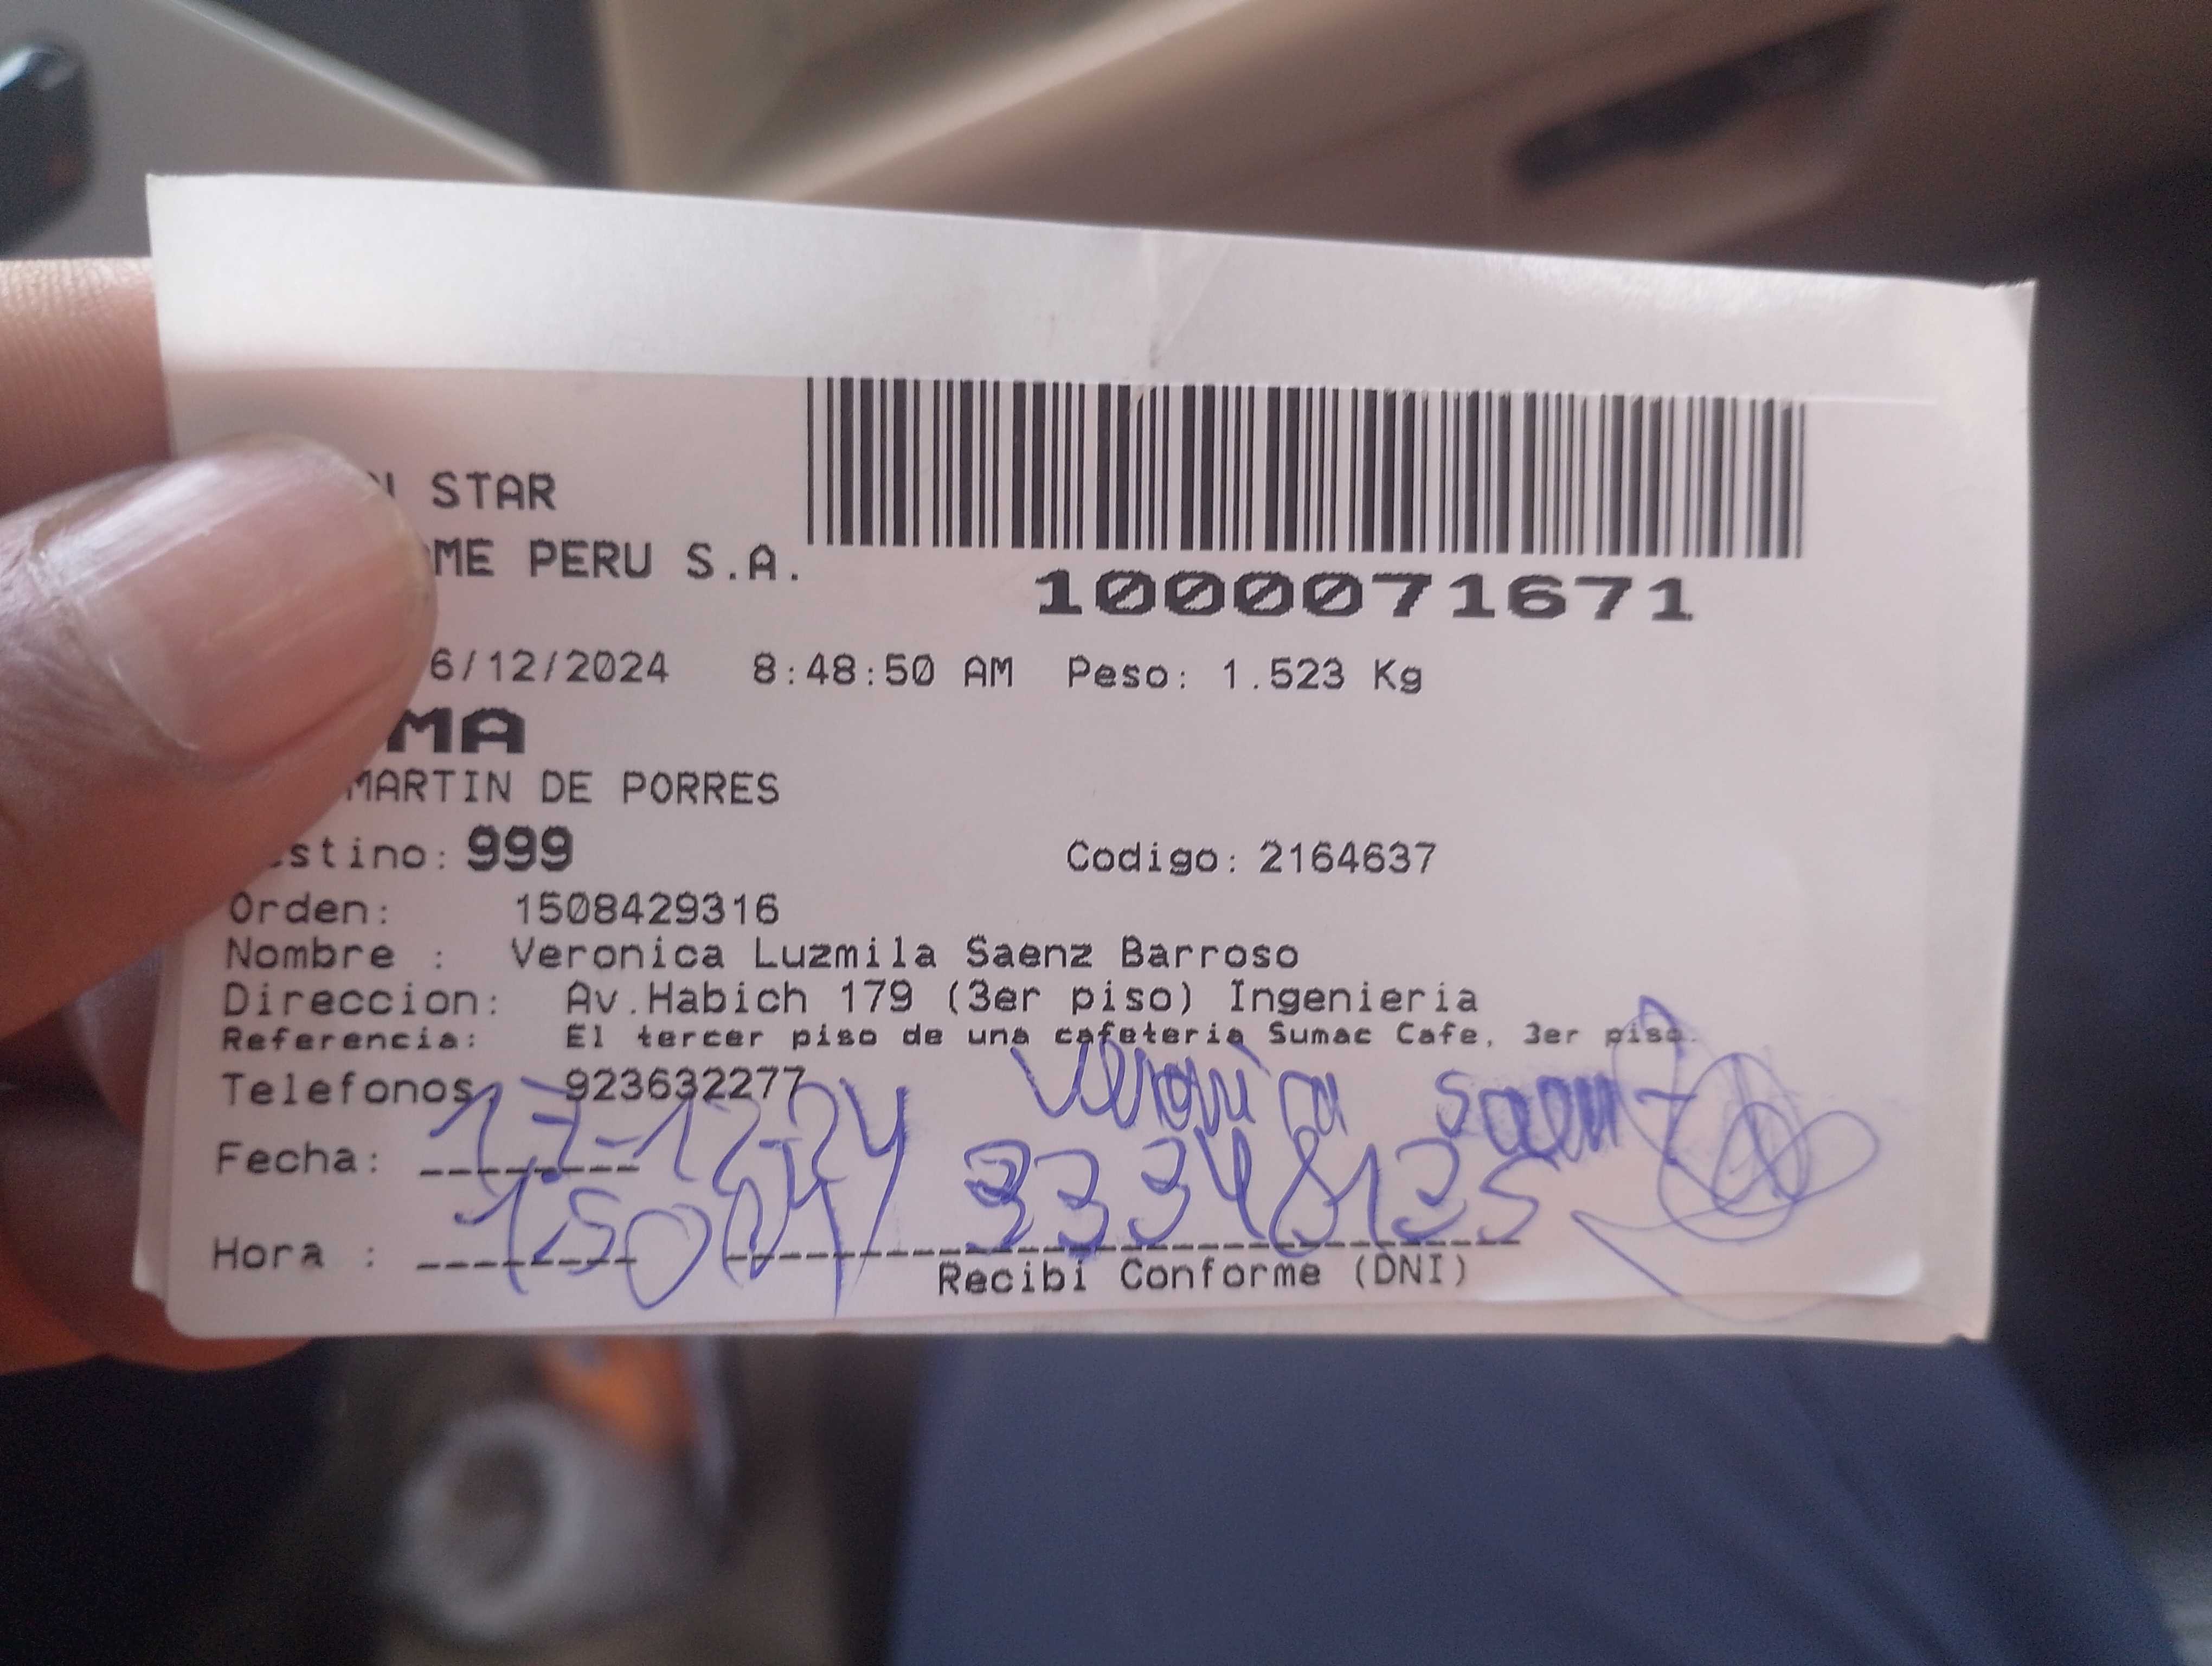 STAR
ME PERU S.A.
1000071671
6/12/2024 8:48:50 AM Peso: 1.523 Kg
MA
MARTIN DE PORRES
stino: 999 Codigo: 2164637
Orden: 1508429316
Nombre : Veronica Luzmila Saenz Barroso
Direccion: Av.Habich 179 (3er piso) Ingenieria
Referencia: El tercer piso de una cafeteria Sumac Cafe, 3er piso.
Telefonos 923632277
Veronica Saenz
Fecha: 17-12-24
33348135
Hora :
Recibi Conforme (DNI)